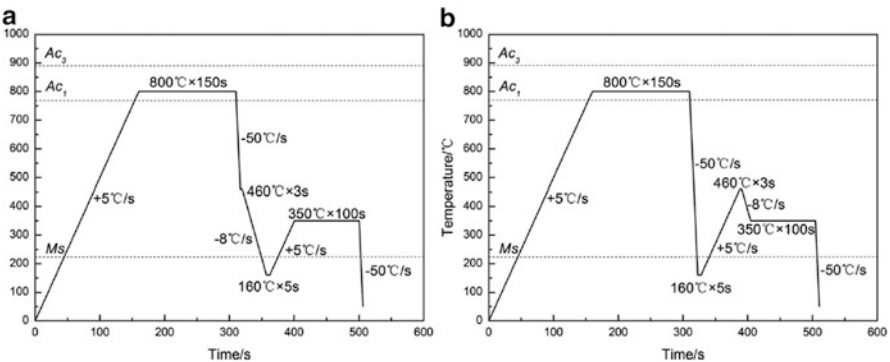 a
1000
900
800
700
600
500
400
300
200
100
0
Ac3
Ac1
Ms
800℃×150s
-50℃/s
+5℃/s
460℃×3s
350℃×100s
-8℃/s
+5℃/s
160℃×5s
-50℃/s
0 100 200 300 400 500 600
Time/s
b
Temperature/℃
1000
900
800
700
600
500
400
300
200
100
0
Ac3
Ac1
Ms
800℃×150s
-50℃/s
+5℃/s
460℃×3s
-8℃/s
350℃×100s
+5℃/s
160℃×5s
-50℃/s
0 100 200 300 400 500 600
Time/s